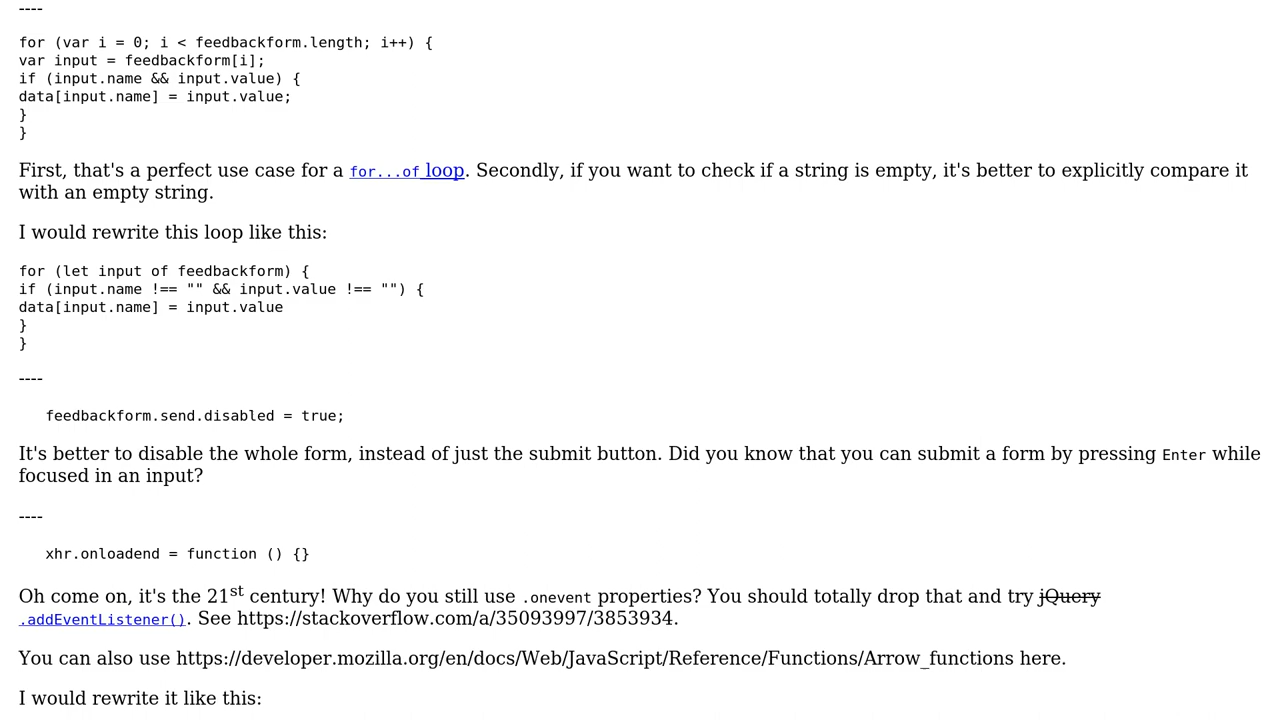 ----
for (var i = 0; i < feedbackform.length; i++) {
var input = feedbackform[i];
if (input.name && input.value) {
data[input.name] = input.value;
}
}
First, that's a perfect use case for a for...of loop. Secondly, if you want to check if a string is empty, it's better to explicitly compare it
with an empty string.
I would rewrite this loop like this:
for (let input of feedbackform) {
if (input.name !== "" && input.value !== "") {
data[input.name] = input.value
}
}
----
feedbackform.send.disabled = true;
It's better to disable the whole form, instead of just the submit button. Did you know that you can submit a form by pressing Enter while
focused in an input?
----
xhr.onloadend = function () {}
Oh come on, it's the 21st century! Why do you still use .onevent properties? You should totally drop that and try jQuery
.addEventListener(). See https://stackoverflow.com/a/35093997/3853934.
You can also use https://developer.mozilla.org/en/docs/Web/JavaScript/Reference/Functions/Arrow_functions here.
I would rewrite it like this: